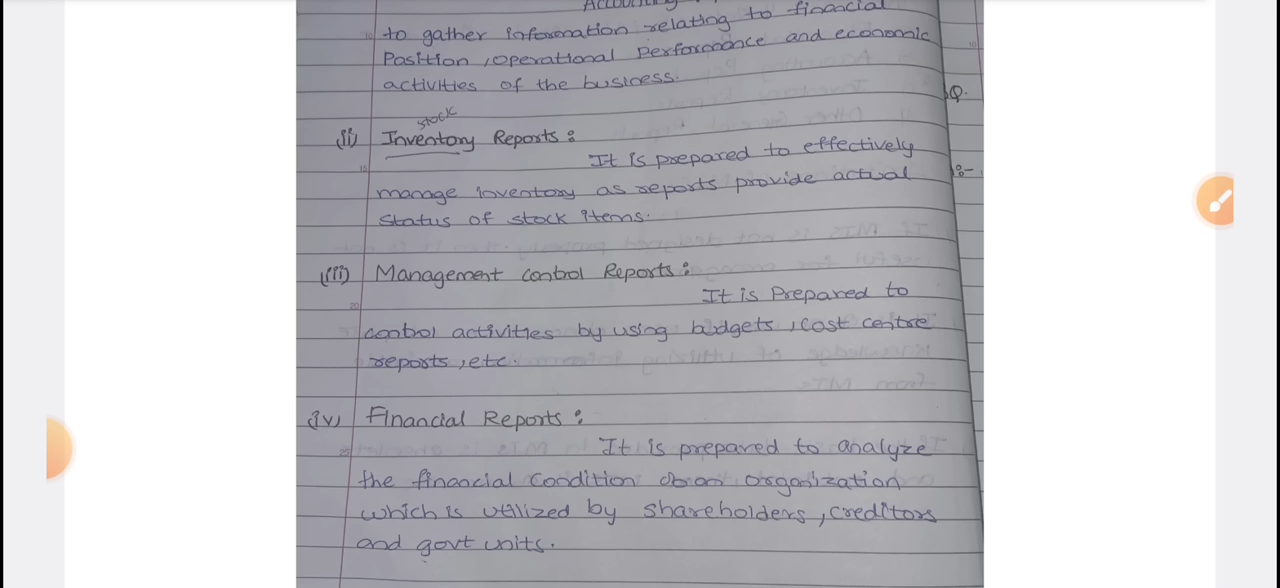 Accounting
to gather information relating to financial
Position, operational Performance and economic
activities of the business.
Q.
stock
(ii) Inventory Reports:
It is prepared to effectively
manage inventory as reports provide actual
:-
Status of stock items.
(iii) Management control Reports:
It is Prepared to
control activities by using budgets, cost centre
reports, etc.
(iv) Financial Reports:
It is prepared to analyze
the financial condition of an organization
which is utilized by shareholders, creditors
and govt units.